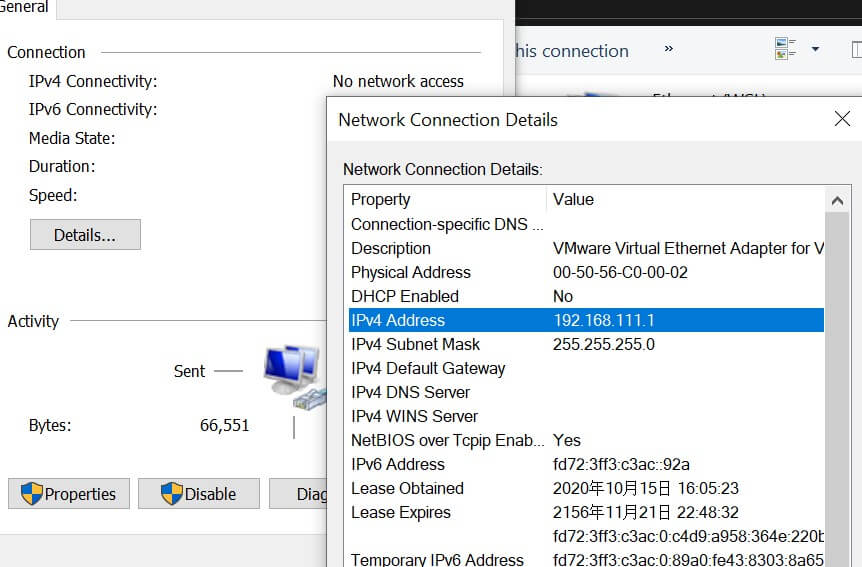 General
Connection
IPv4 Connectivity: No network access
IPv6 Connectivity:
Media State:
Duration:
Speed:
Details...
Activity
Sent
Bytes: 66,551
Properties
Disable
Diag
his connection »
Network Connection Details
Network Connection Details:
Property Value
Connection-specific DNS ...
Description VMware Virtual Ethernet Adapter for V
Physical Address 00-50-56-C0-00-02
DHCP Enabled No
IPv4 Address 192.168.111.1
IPv4 Subnet Mask 255.255.255.0
IPv4 Default Gateway
IPv4 DNS Server
IPv4 WINS Server
NetBIOS over Tcpip Enab... Yes
IPv6 Address fd72:3ff3:c3ac::92a
Lease Obtained 2020年10月15日 16:05:23
Lease Expires 2156年11月21日 22:48:32
fd72:3ff3:c3ac:0:c4d9:a958:364e:220b
Temporary IPv6 Address fd72:3ff3:c3ac:0:89a0:fe43:8303:8a65